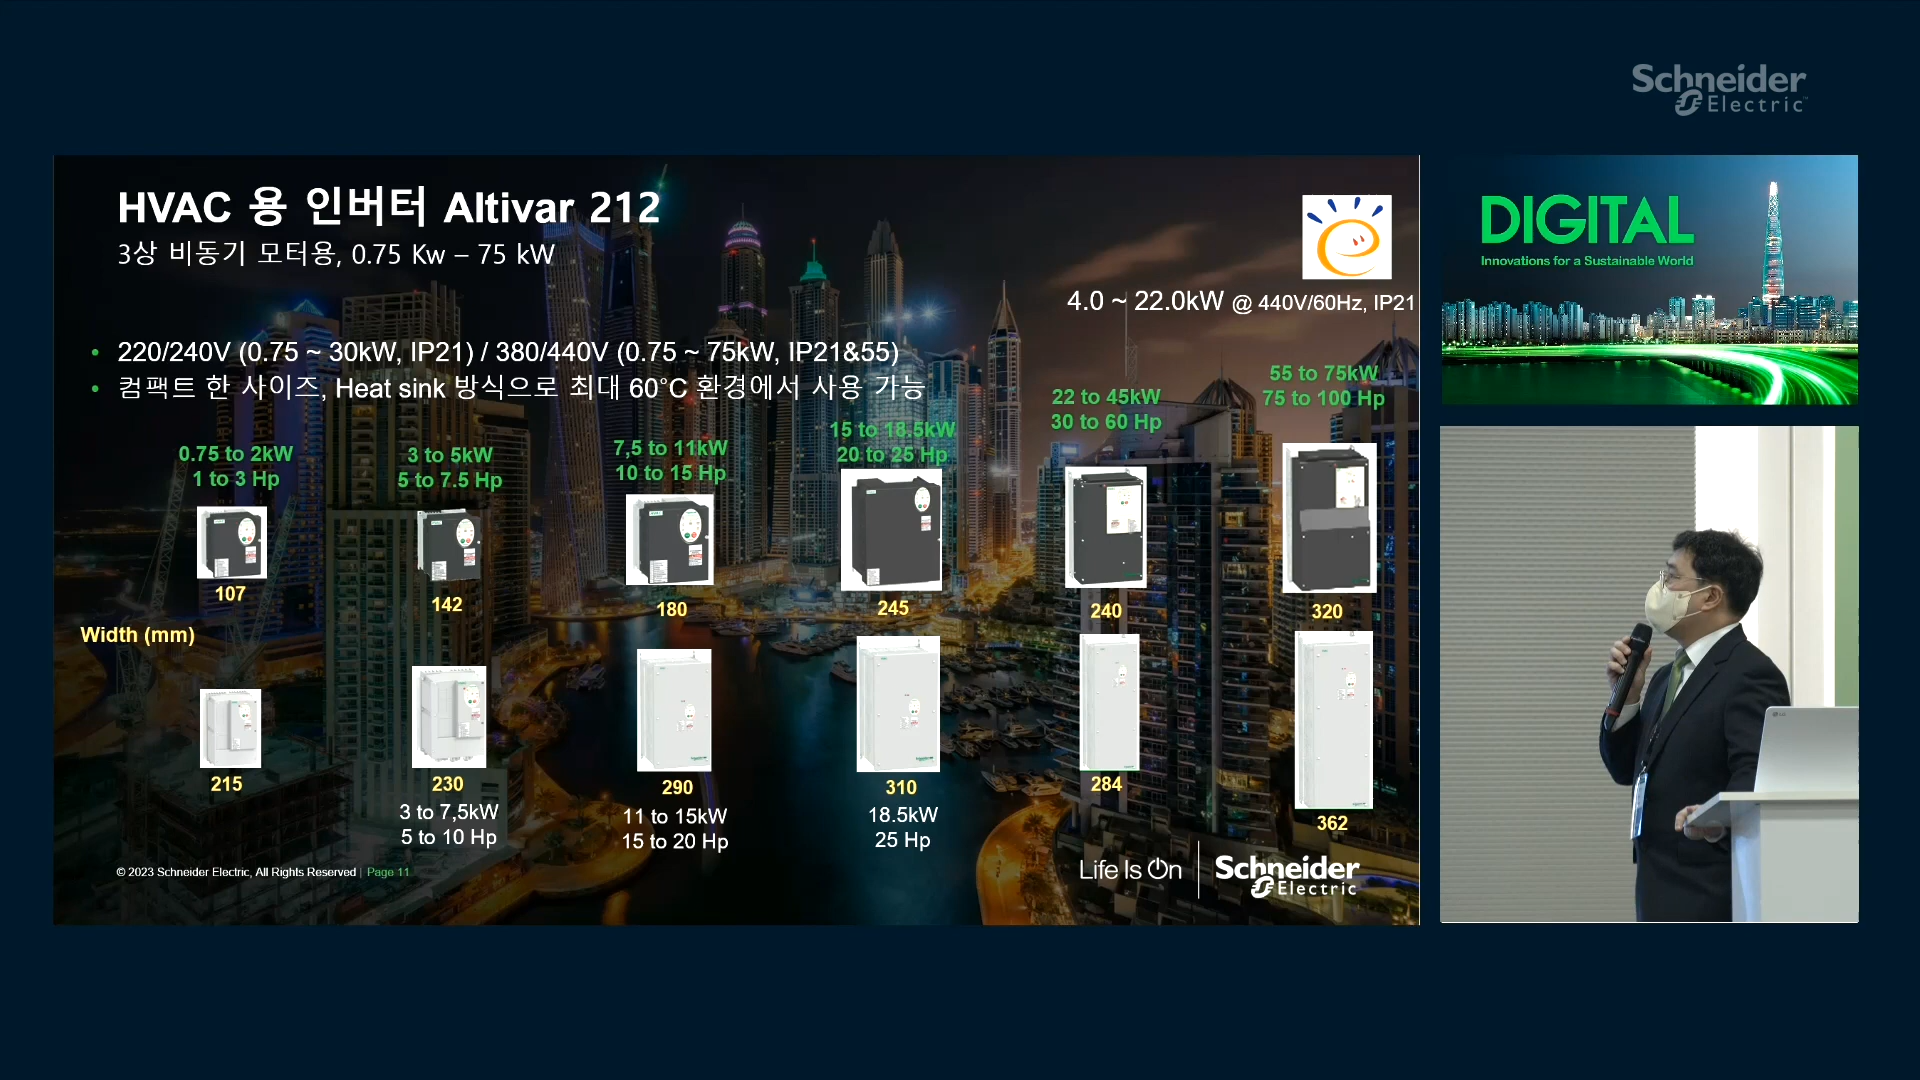 Schneider
Electric
HVAC 용 인버터 Altivar 212
3상 비동기 모터용, 0.75 Kw – 75 kW
4.0 ~ 22.0kW @ 440V/60Hz, IP21
• 220/240V (0.75 ~ 30kW, IP21) / 380/440V (0.75 ~ 75kW, IP21&55)
• 컴팩트 한 사이즈, Heat sink 방식으로 최대 60°C 환경에서 사용 가능
0.75 to 2kW
1 to 3 Hp
3 to 5kW
5 to 7.5 Hp
7,5 to 11kW
10 to 15 Hp
15 to 18.5kW
20 to 25 Hp
22 to 45kW
30 to 60 Hp
55 to 75kW
75 to 100 Hp
107
142
180
245
240
320
Width (mm)
215
230
290
310
284
362
3 to 7,5kW
5 to 10 Hp
11 to 15kW
15 to 20 Hp
18.5kW
25 Hp
© 2023 Schneider Electric, All Rights Reserved | Page 11
Life Is On
Schneider
Electric
DIGITAL
Innovations for a Sustainable World